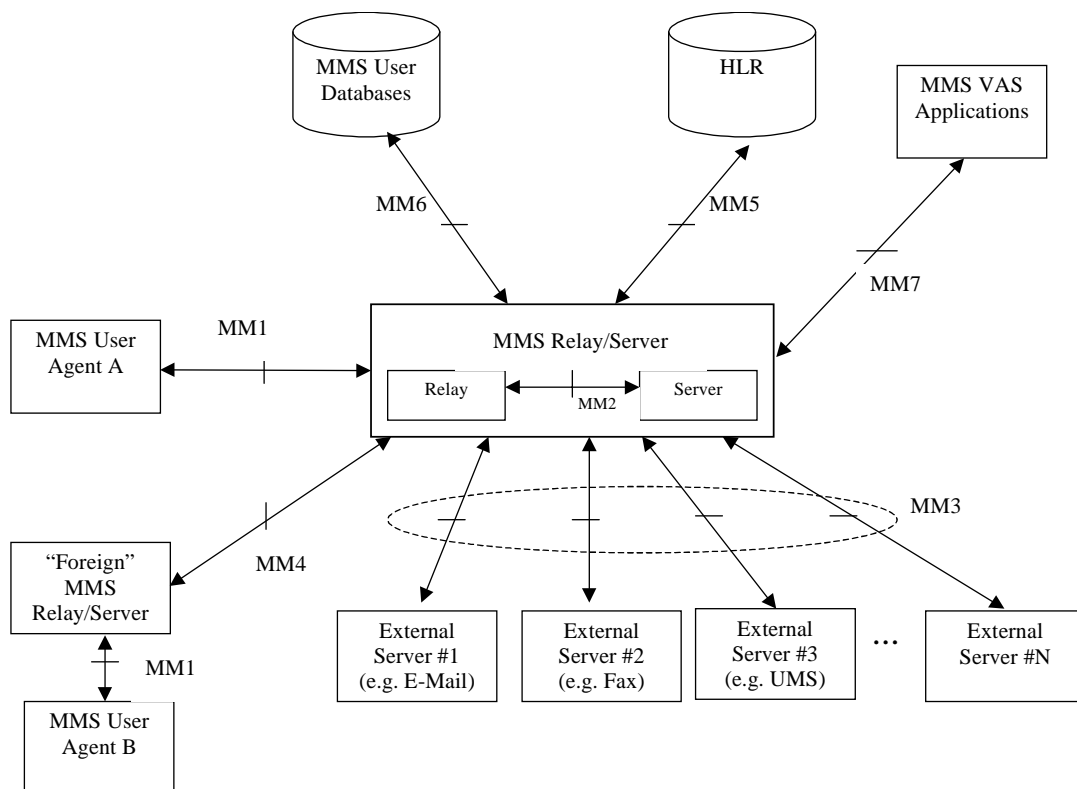 MMS User
Databases
HLR
MMS VAS
Applications
MM6
MM5
MM7
MM1
MMS User
Agent A
MMS Relay/Server
Relay
MM2
Server
MM3
MM4
“Foreign”
MMS
Relay/Server
MM1
MMS User
Agent B
External
Server #1
(e.g. E-Mail)
External
Server #2
(e.g. Fax)
External
Server #3
(e.g. UMS)
...
External
Server #N